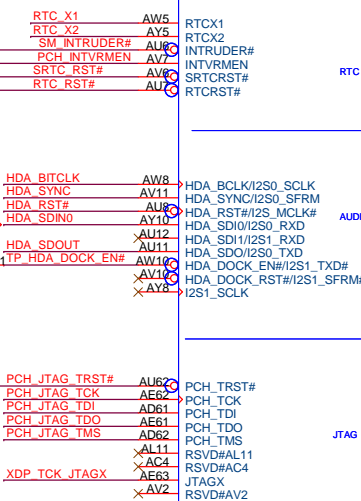 RTC_X1 AW5 RTCX1
RTC_X2 AY5 RTCX2
SM_INTRUDER# AU6 INTRUDER#
PCH_INTVRMEN AV7 INTVRMEN
SRTC_RST# AV6 SRTCRST#
RTC_RST# AU7 RTCRST#
RTC
HDA_BITCLK AW8 HDA_BCLK/I2S0_SCLK
HDA_SYNC AV11 HDA_SYNC/I2S0_SFRM
HDA_RST# AU8 HDA_RST#/I2S_MCLK#
HDA_SDIN0 AY10 HDA_SDI0/I2S0_RXD
AU12 HDA_SDI1/I2S1_RXD
HDA_SDOUT AU11 HDA_SDO/I2S0_TXD
1 TP_HDA_DOCK_EN# AW10 HDA_DOCK_EN#/I2S1_TXD#
AV10 HDA_DOCK_RST#/I2S1_SFRM#
AY8 I2S1_SCLK
AUDI
PCH_JTAG_TRST# AU62 PCH_TRST#
PCH_JTAG_TCK AE62 PCH_TCK
PCH_JTAG_TDI AD61 PCH_TDI
PCH_JTAG_TDO AE61 PCH_TDO
PCH_JTAG_TMS AD62 PCH_TMS
AL11 RSVD#AL11
AC4 RSVD#AC4
XDP_TCK_JTAGX AE63 JTAGX
AV2 RSVD#AV2
JTAG